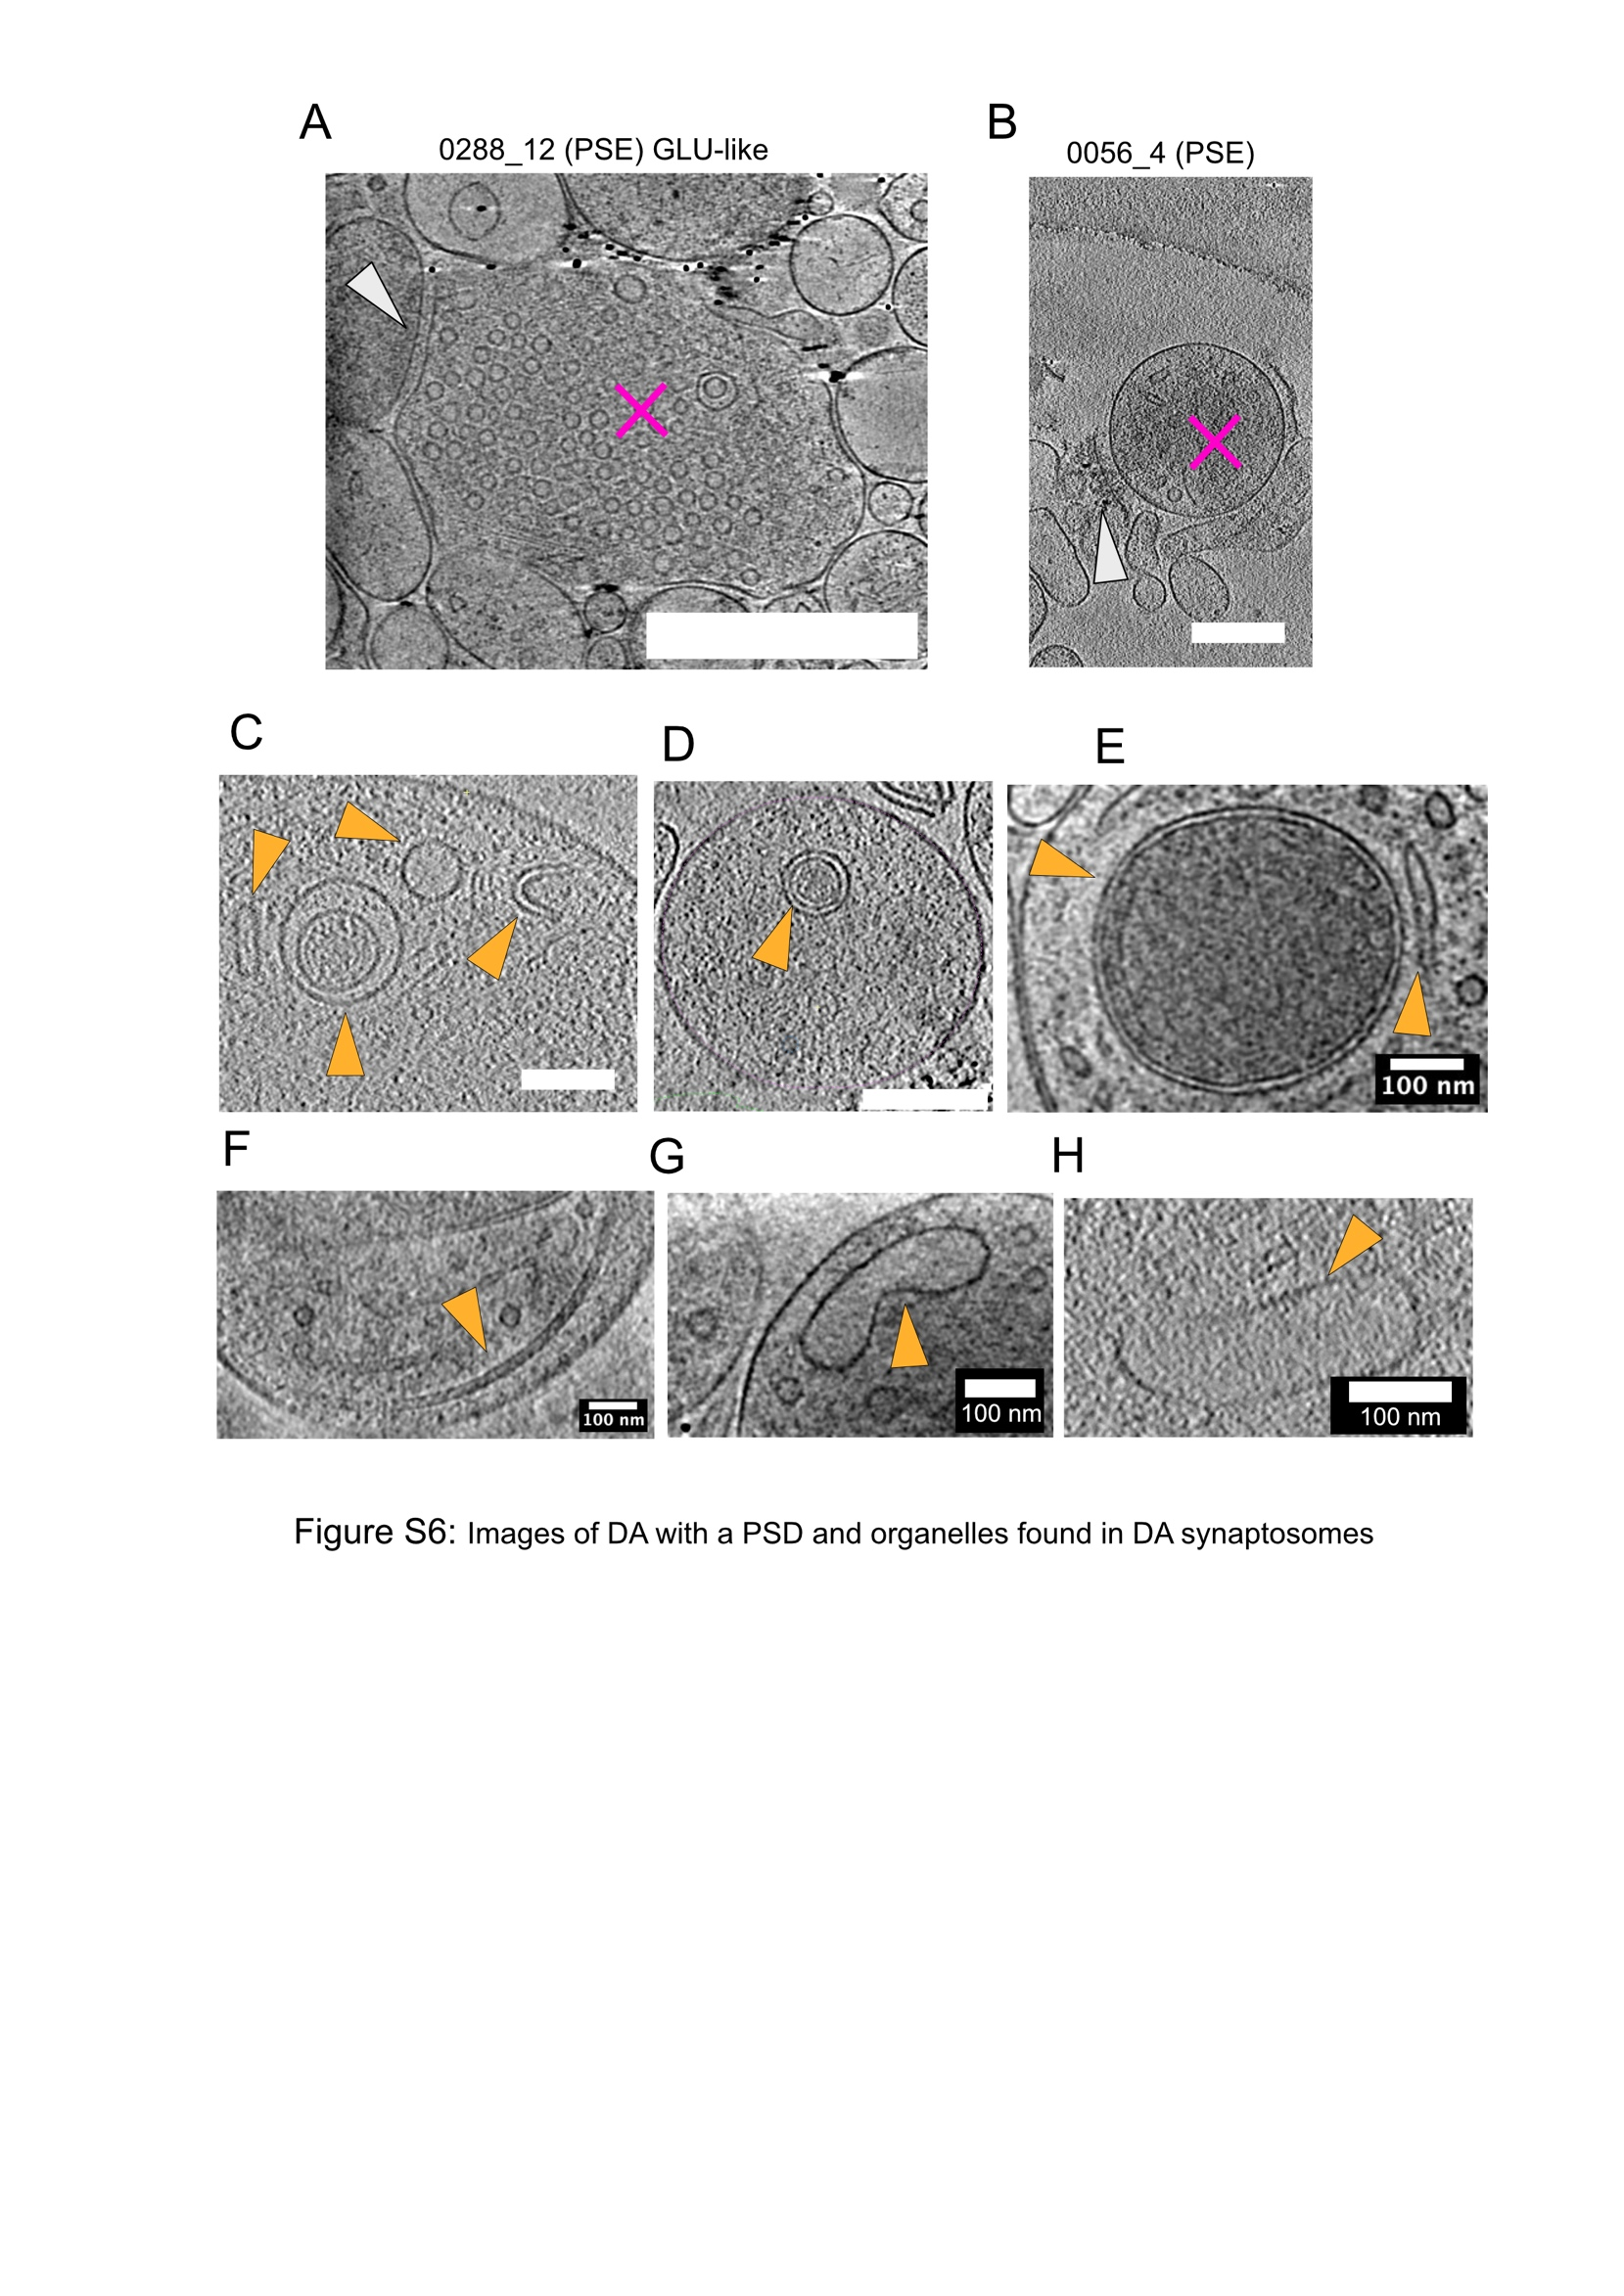 A
0288_12 (PSE) GLU-like
B
0056_4 (PSE)
C
D
E
100 nm
F
G
H
100 nm
100 nm
100 nm
Figure S6: Images of DA with a PSD and organelles found in DA synaptosomes